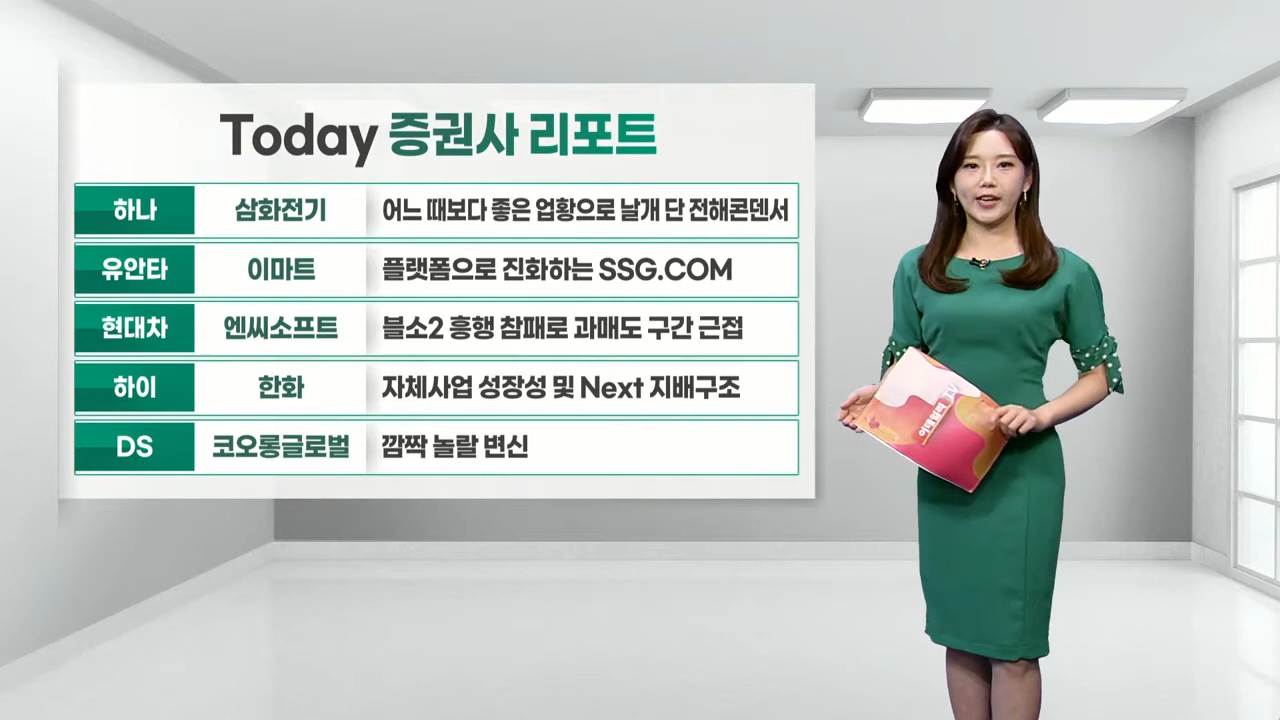 Today 증권사 리포트
하나 삼화전기 어느 때보다 좋은 업황으로 날개 단 전해콘덴서
유안타 이마트 플랫폼으로 진화하는 SSG.COM
현대차 엔씨소프트 블소2 흥행 참패로 과매도 구간 근접
하이 한화 자체사업 성장성 및 Next 지배구조
DS 코오롱글로벌 깜짝 놀랄 변신
이데일리 TV